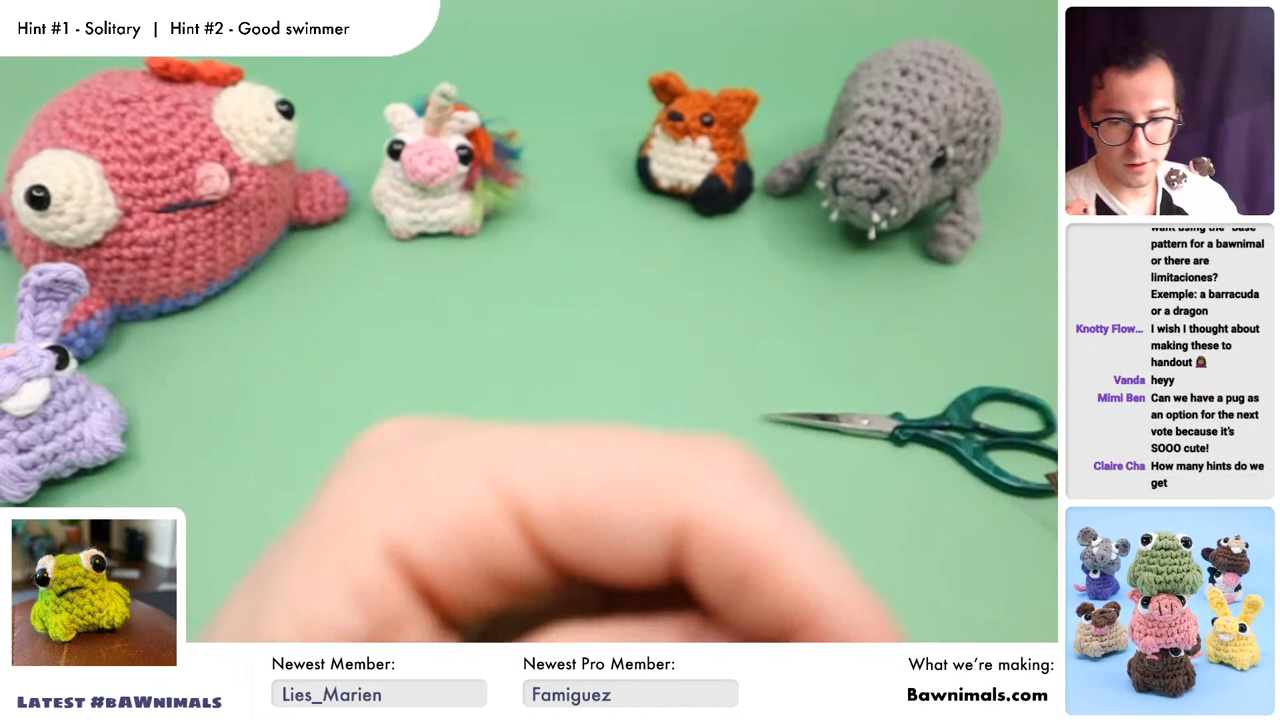 Hint #1 - Solitary | Hint #2 - Good swimmer
want using the "base"
pattern for a bawnimal
or there are
limitaciones?
Exemple: a barracuda
or a dragon
Knotty Flow... I wish I thought about
making these to
handout
Vanda heyy
Mimi Ben Can we have a pug as
an option for the next
vote because it's
SOOO cute!
Claire Cha How many hints do we
get
Newest Member:
Lies_Marien
Newest Pro Member:
Famiguez
What we're making:
Bawnimals.com
LATEST #BAWNIMALS